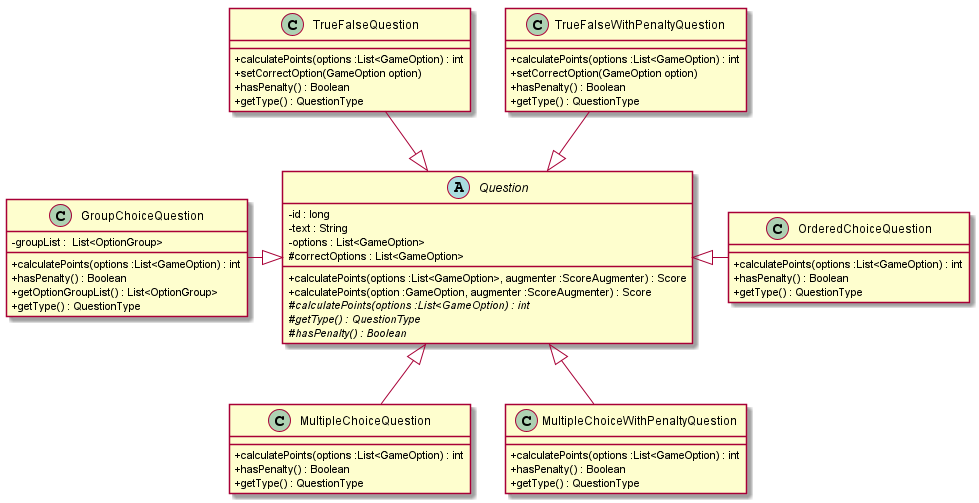 C TrueFalseQuestion
+calculatePoints(options :List<GameOption) : int
+setCorrectOption(GameOption option)
+hasPenalty() : Boolean
+getType() : QuestionType
C TrueFalseWithPenaltyQuestion
+calculatePoints(options :List<GameOption) : int
+setCorrectOption(GameOption option)
+hasPenalty() : Boolean
+getType() : QuestionType
A Question
-id : long
-text : String
-options : List<GameOption>
#correctOptions : List<GameOption>
+calculatePoints(options :List<GameOption>, augmenter :ScoreAugmenter) : Score
+calculatePoints(option :GameOption, augmenter :ScoreAugmenter) : Score
#calculatePoints(options :List<GameOption) : int
#getType() : QuestionType
#hasPenalty() : Boolean
C GroupChoiceQuestion
-groupList :  List<OptionGroup>
+calculatePoints(options :List<GameOption) : int
+hasPenalty() : Boolean
+getOptionGroupList() : List<OptionGroup>
+getType() : QuestionType
C OrderedChoiceQuestion
+calculatePoints(options :List<GameOption) : int
+hasPenalty() : Boolean
+getType() : QuestionType
C MultipleChoiceQuestion
+calculatePoints(options :List<GameOption) : int
+hasPenalty() : Boolean
+getType() : QuestionType
C MultipleChoiceWithPenaltyQuestion
+calculatePoints(options :List<GameOption) : int
+hasPenalty() : Boolean
+getType() : QuestionType